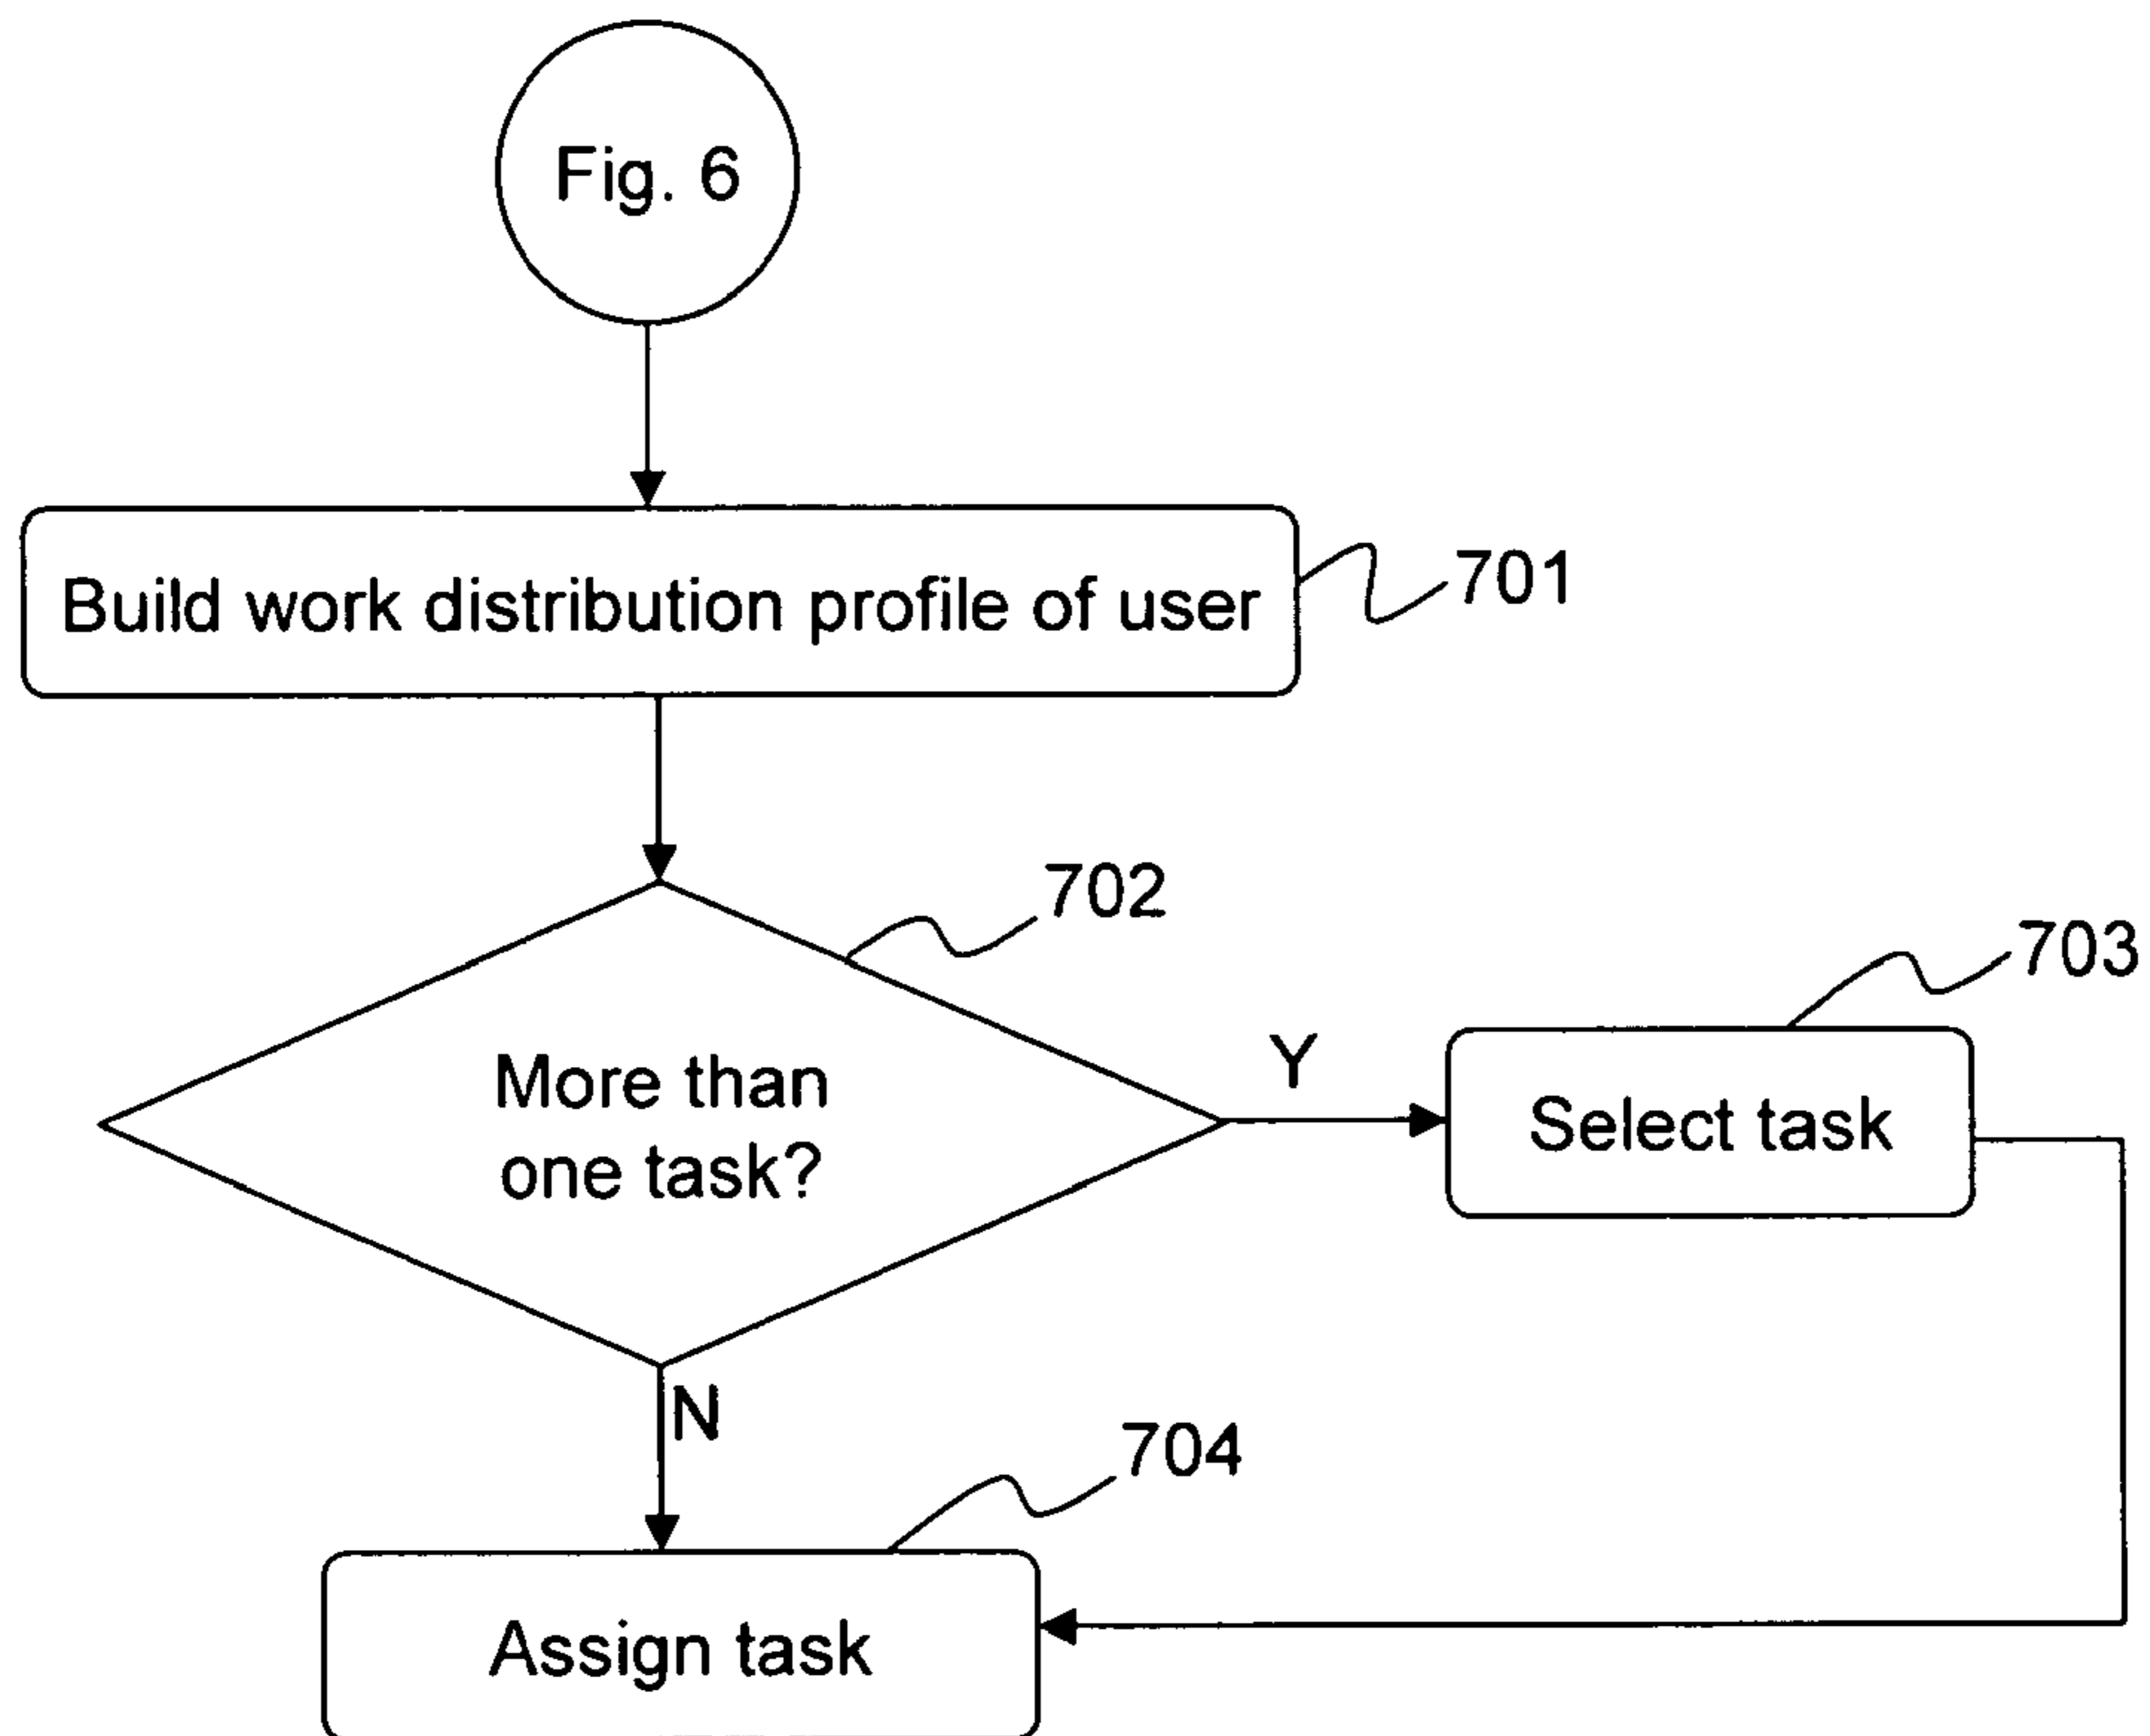 Fig. 6
Build work distribution profile of user
701
702
703
More than
one task?
Y
Select task
N
704
Assign task